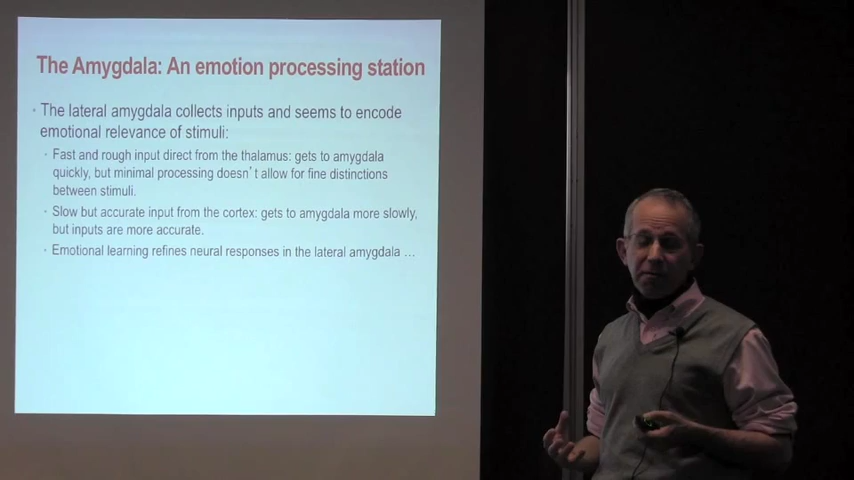 The Amygdala: An emotion processing station
· The lateral amygdala collects inputs and seems to encode
emotional relevance of stimuli:
· Fast and rough input direct from the thalamus: gets to amygdala
quickly, but minimal processing doesn't allow for fine distinctions
between stimuli.
· Slow but accurate input from the cortex: gets to amygdala more slowly,
but inputs are more accurate.
· Emotional learning refines neural responses in the lateral amygdala …